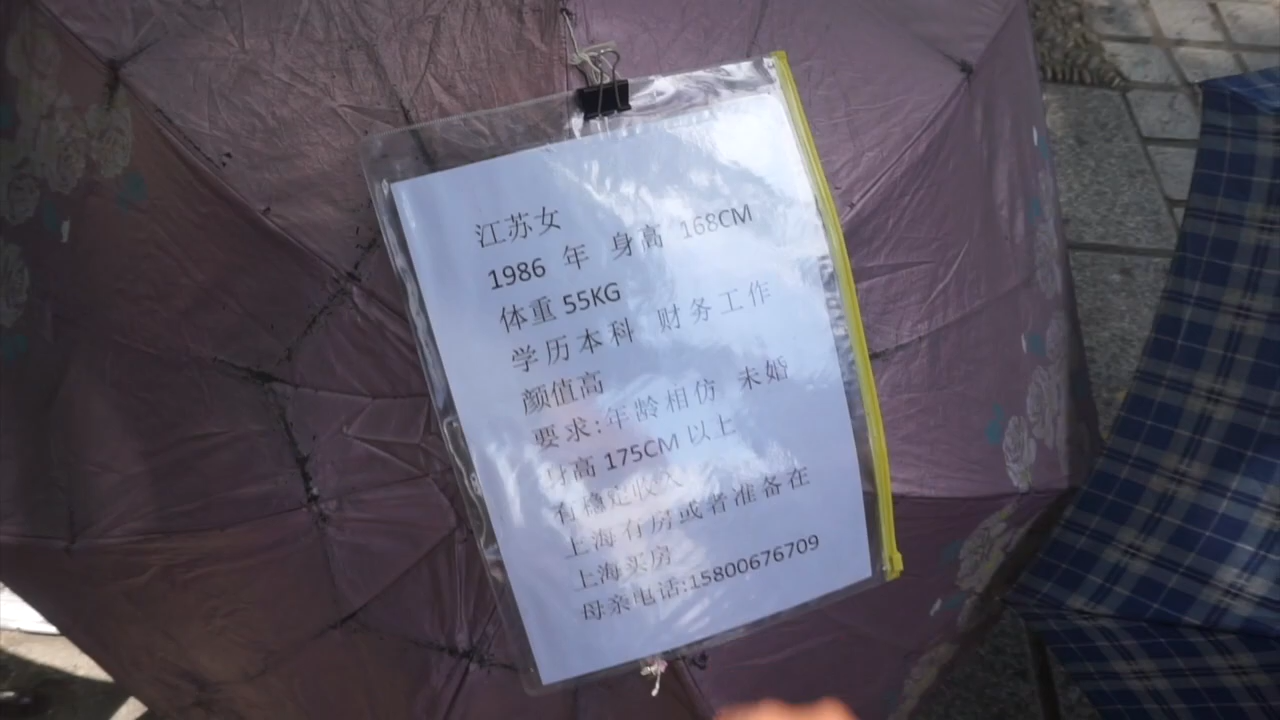 江苏女
1986 年 身高 168CM
体重 55KG
学历本科 财务工作
颜值高
要求:年龄相仿 未婚
身高 175CM 以上
有稳定收入
上海有房或者准备在
上海买房
母亲电话:15800676709